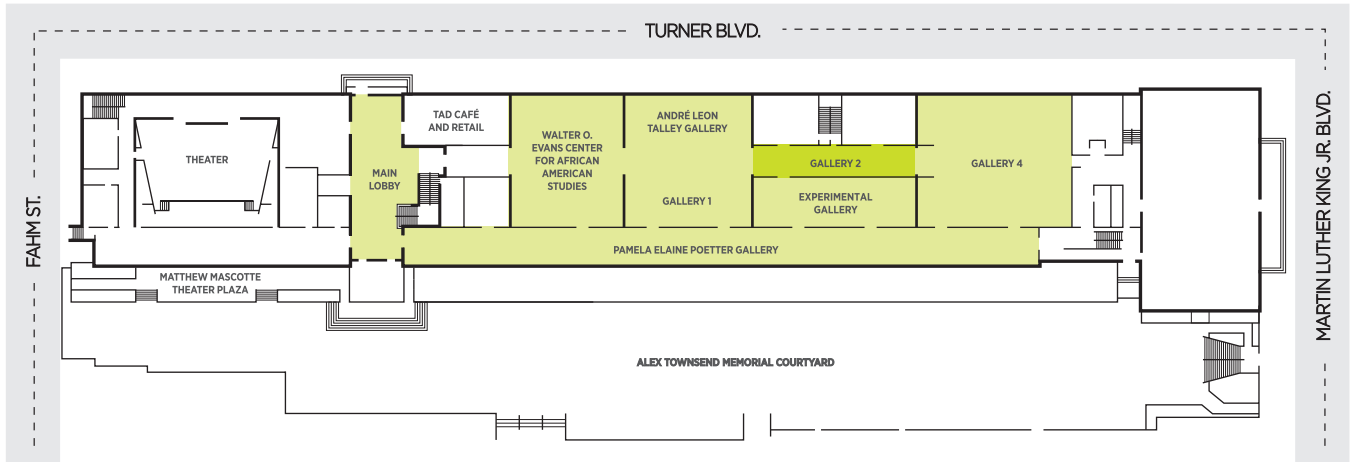 TURNER BLVD.
FAHM ST.
MARTIN LUTHER KING JR. BLVD.
THEATER
MAIN
LOBBY
TAD CAFÉ
AND RETAIL
WALTER O.
EVANS CENTER
FOR AFRICAN
AMERICAN
STUDIES
ANDRÉ LEON
TALLEY GALLERY
GALLERY 1
GALLERY 2
EXPERIMENTAL
GALLERY
GALLERY 4
PAMELA ELAINE POETTER GALLERY
MATTHEW MASCOTTE
THEATER PLAZA
ALEX TOWNSEND MEMORIAL COURTYARD